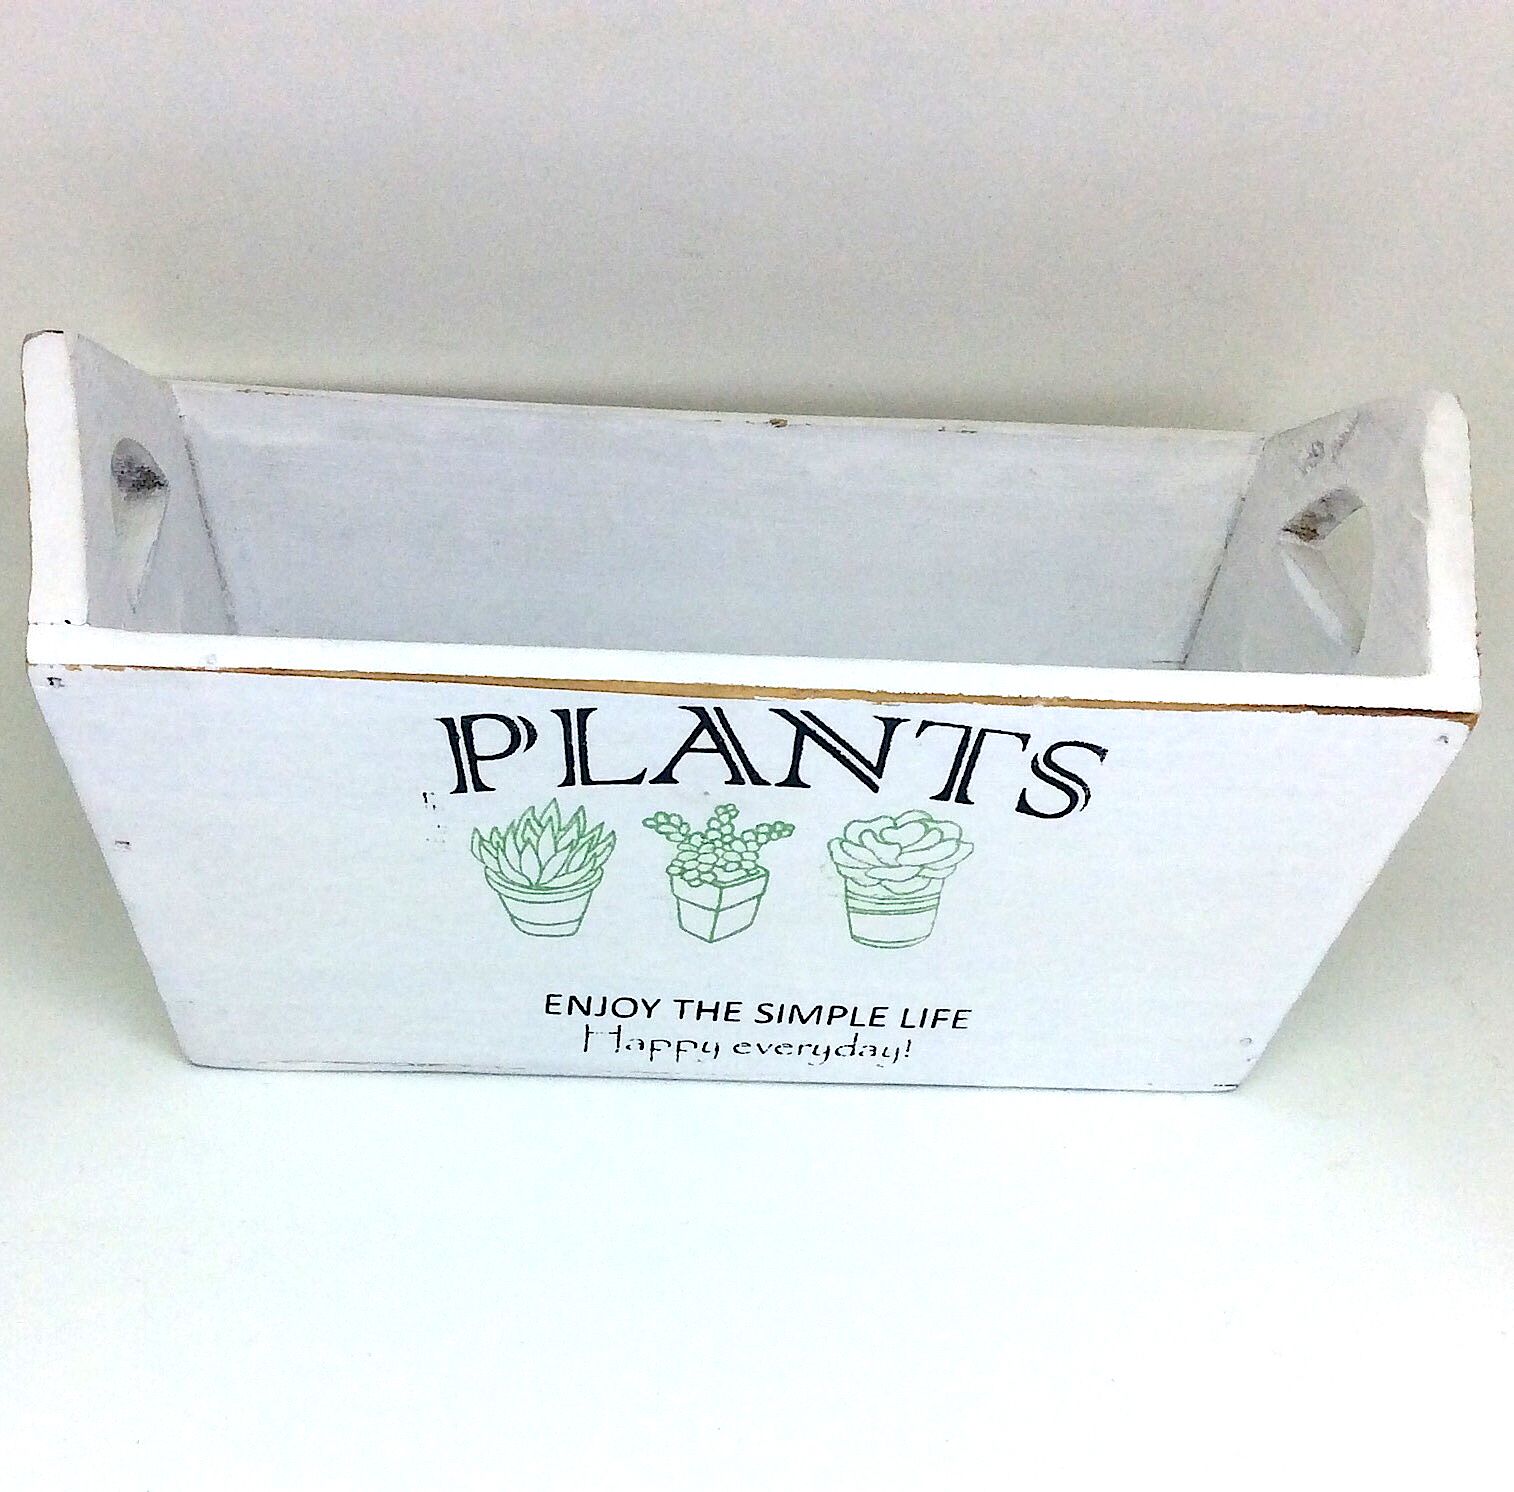 PLANTS
ENJOY THE SIMPLE LIFE
Happy everyday!